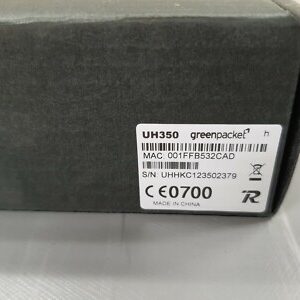 UH350 greenpacket h
MAC: 001FFB532CAD
S/N: UHHKC123502379
CE0700
MADE IN CHINA
R